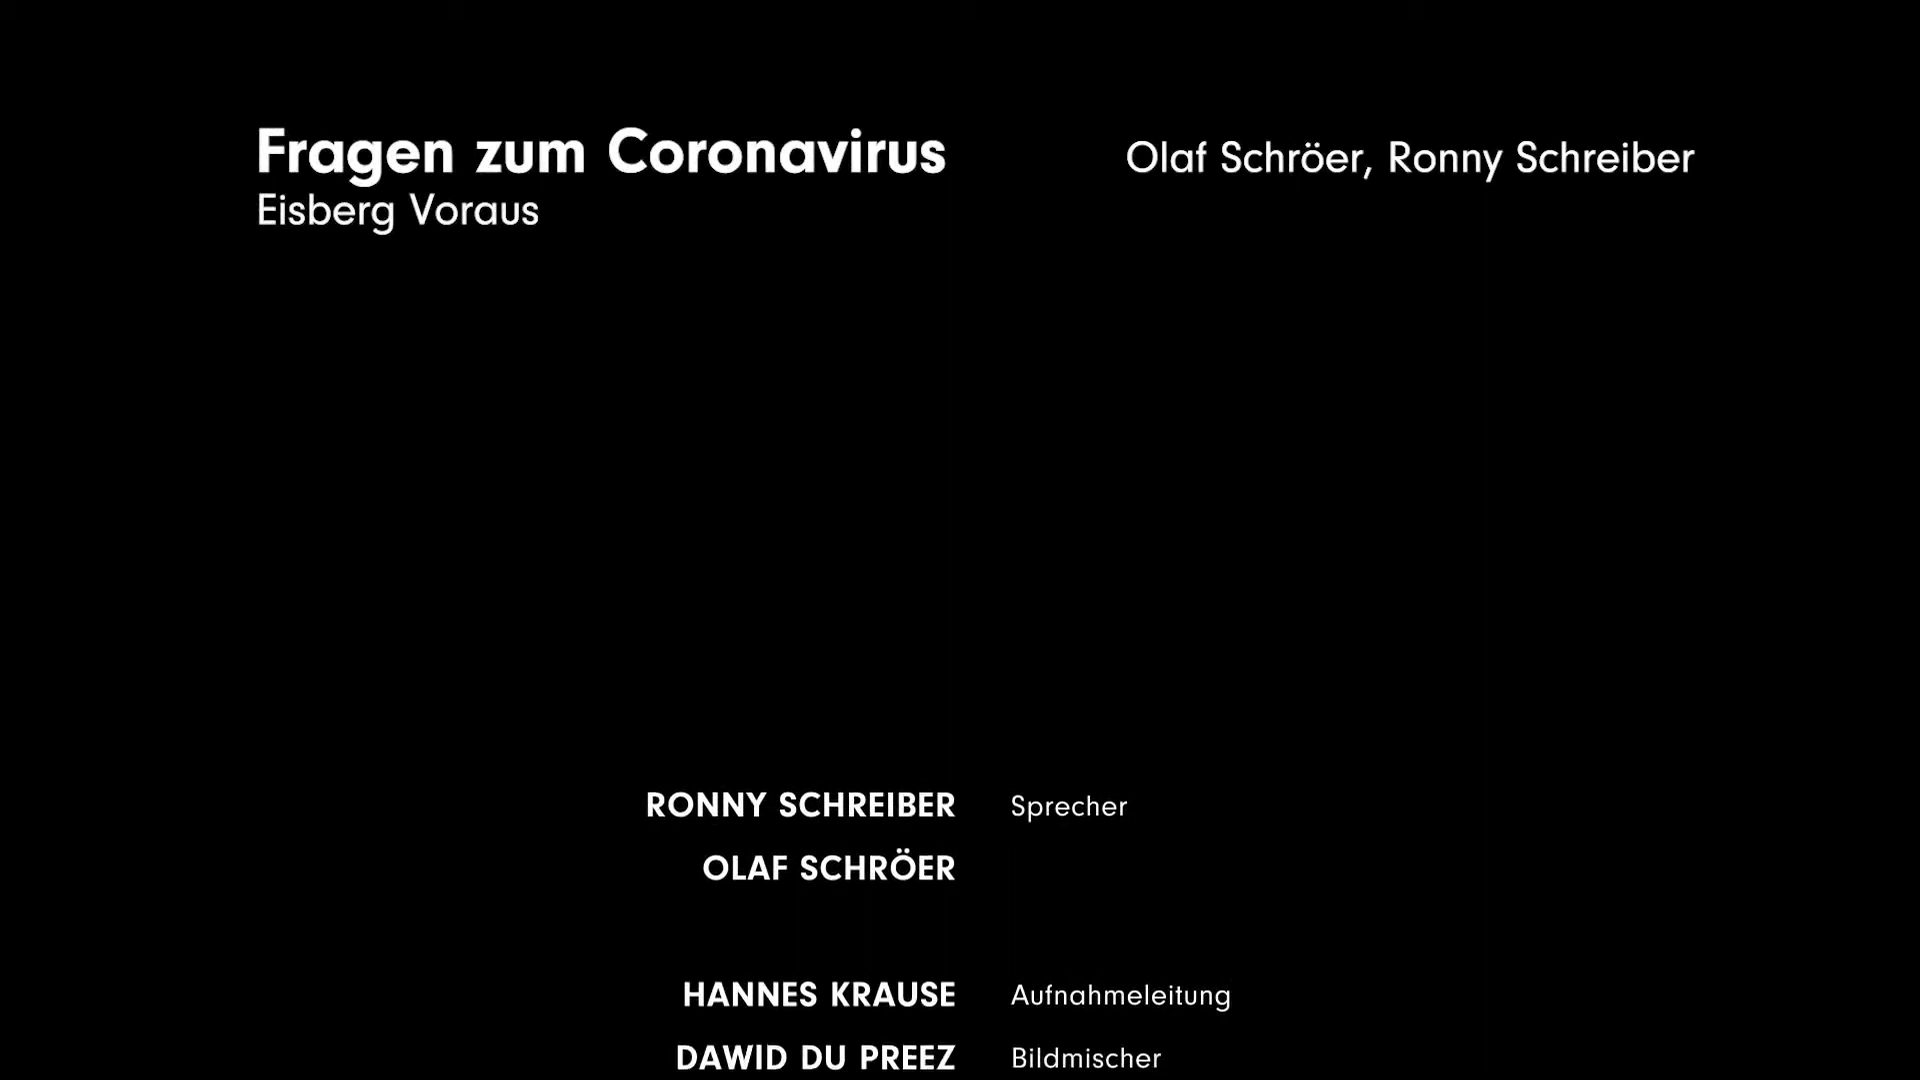 Fragen zum Coronavirus
Eisberg Voraus
Olaf Schröer, Ronny Schreiber
RONNY SCHREIBER Sprecher
OLAF SCHRÖER
HANNES KRAUSE Aufnahmeleitung
DAWID DU PREEZ Bildmischer